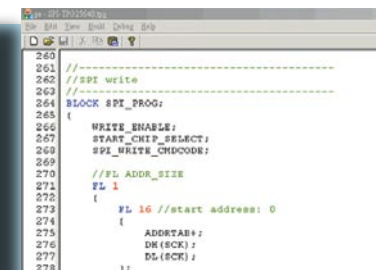 File Edit View Build Debug Help
260
261 //---------------------------------------
262 //SPI write
263 //---------------------------------------
264 BLOCK SPI_PROG;
265 (
266 WRITE_ENABLE;
267 START_CHIP_SELECT;
268 SPI_WRITE_CMDCODE;
269
270 //FL ADDR_SIZE
271 FL 1
272 (
273 FL 16 //start address: 0
274 (
275 ADDRTAB+;
276 DH(SCK);
277 DL(SCK);
278 );